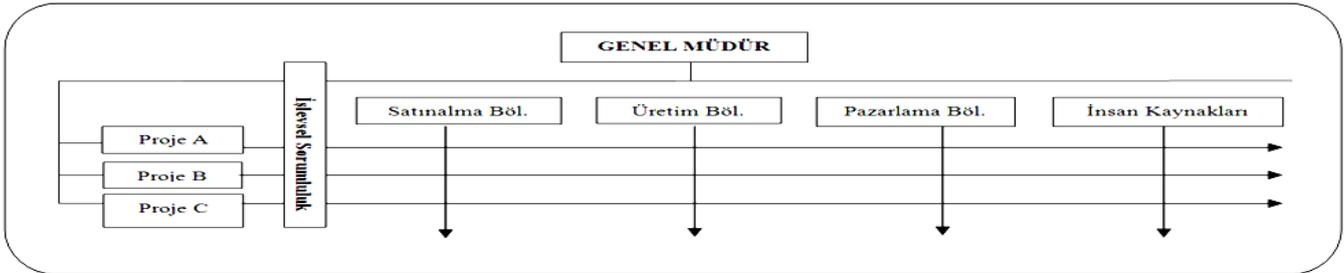 GENEL MÜDÜR
Satınalma Böl.
Üretim Böl.
Pazarlama Böl.
İnsan Kaynakları
İşlevsel Sorumluluk
Proje A
Proje B
Proje C